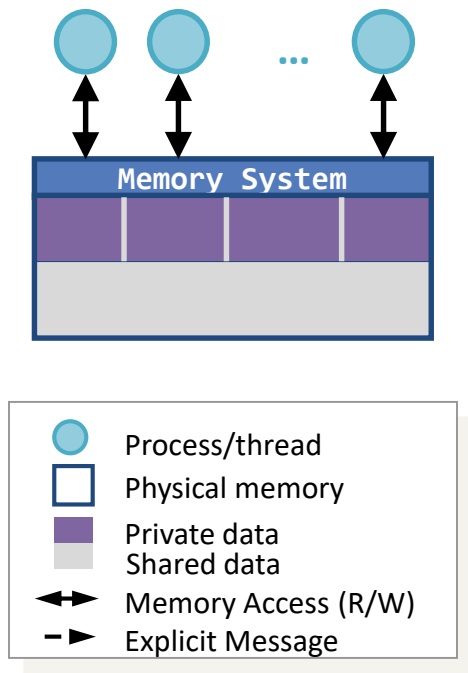 ...
Memory System
Process/thread
Physical memory
Private data
Shared data
Memory Access (R/W)
Explicit Message